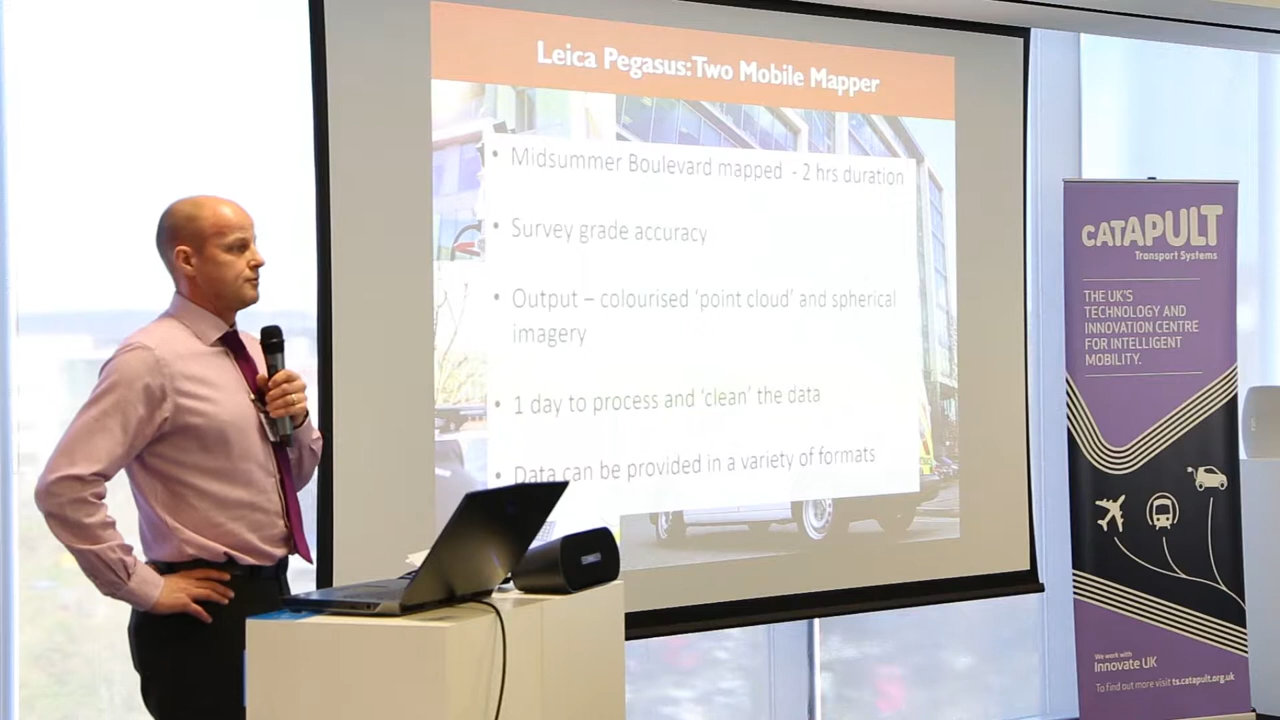 Leica Pegasus:Two Mobile Mapper
• Midsummer Boulevard mapped - 2 hrs duration
• Survey grade accuracy
• Output – colourised ‘point cloud’ and spherical
imagery
• 1 day to process and ‘clean’ the data
• Data can be provided in a variety of formats
CATAPULT
Transport Systems
THE UK'S
TECHNOLOGY AND
INNOVATION CENTRE
FOR INTELLIGENT
MOBILITY.
We work with
Innovate UK
To find out more visit ts.catapult.org.uk